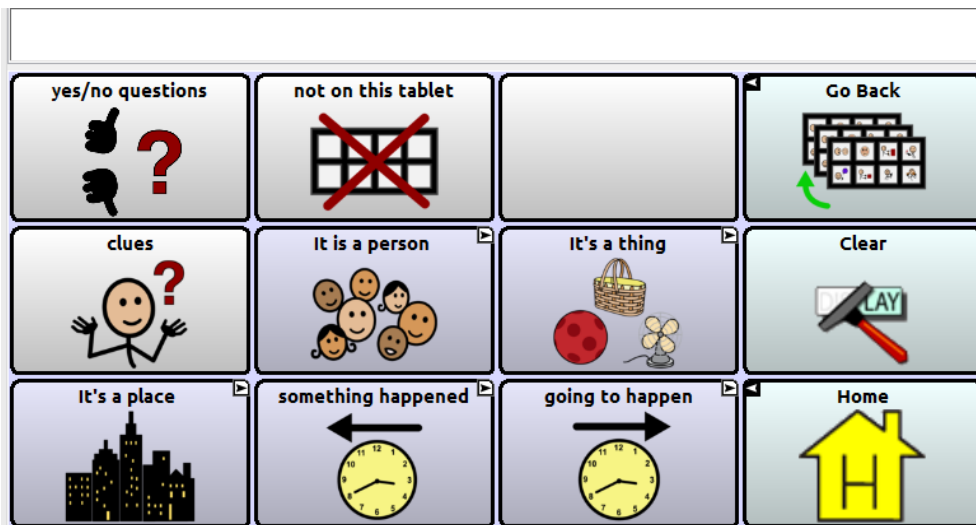 yes/no questions
not on this tablet
Go Back
clues
It is a person
It's a thing
Clear
It's a place
something happened
going to happen
Home
H